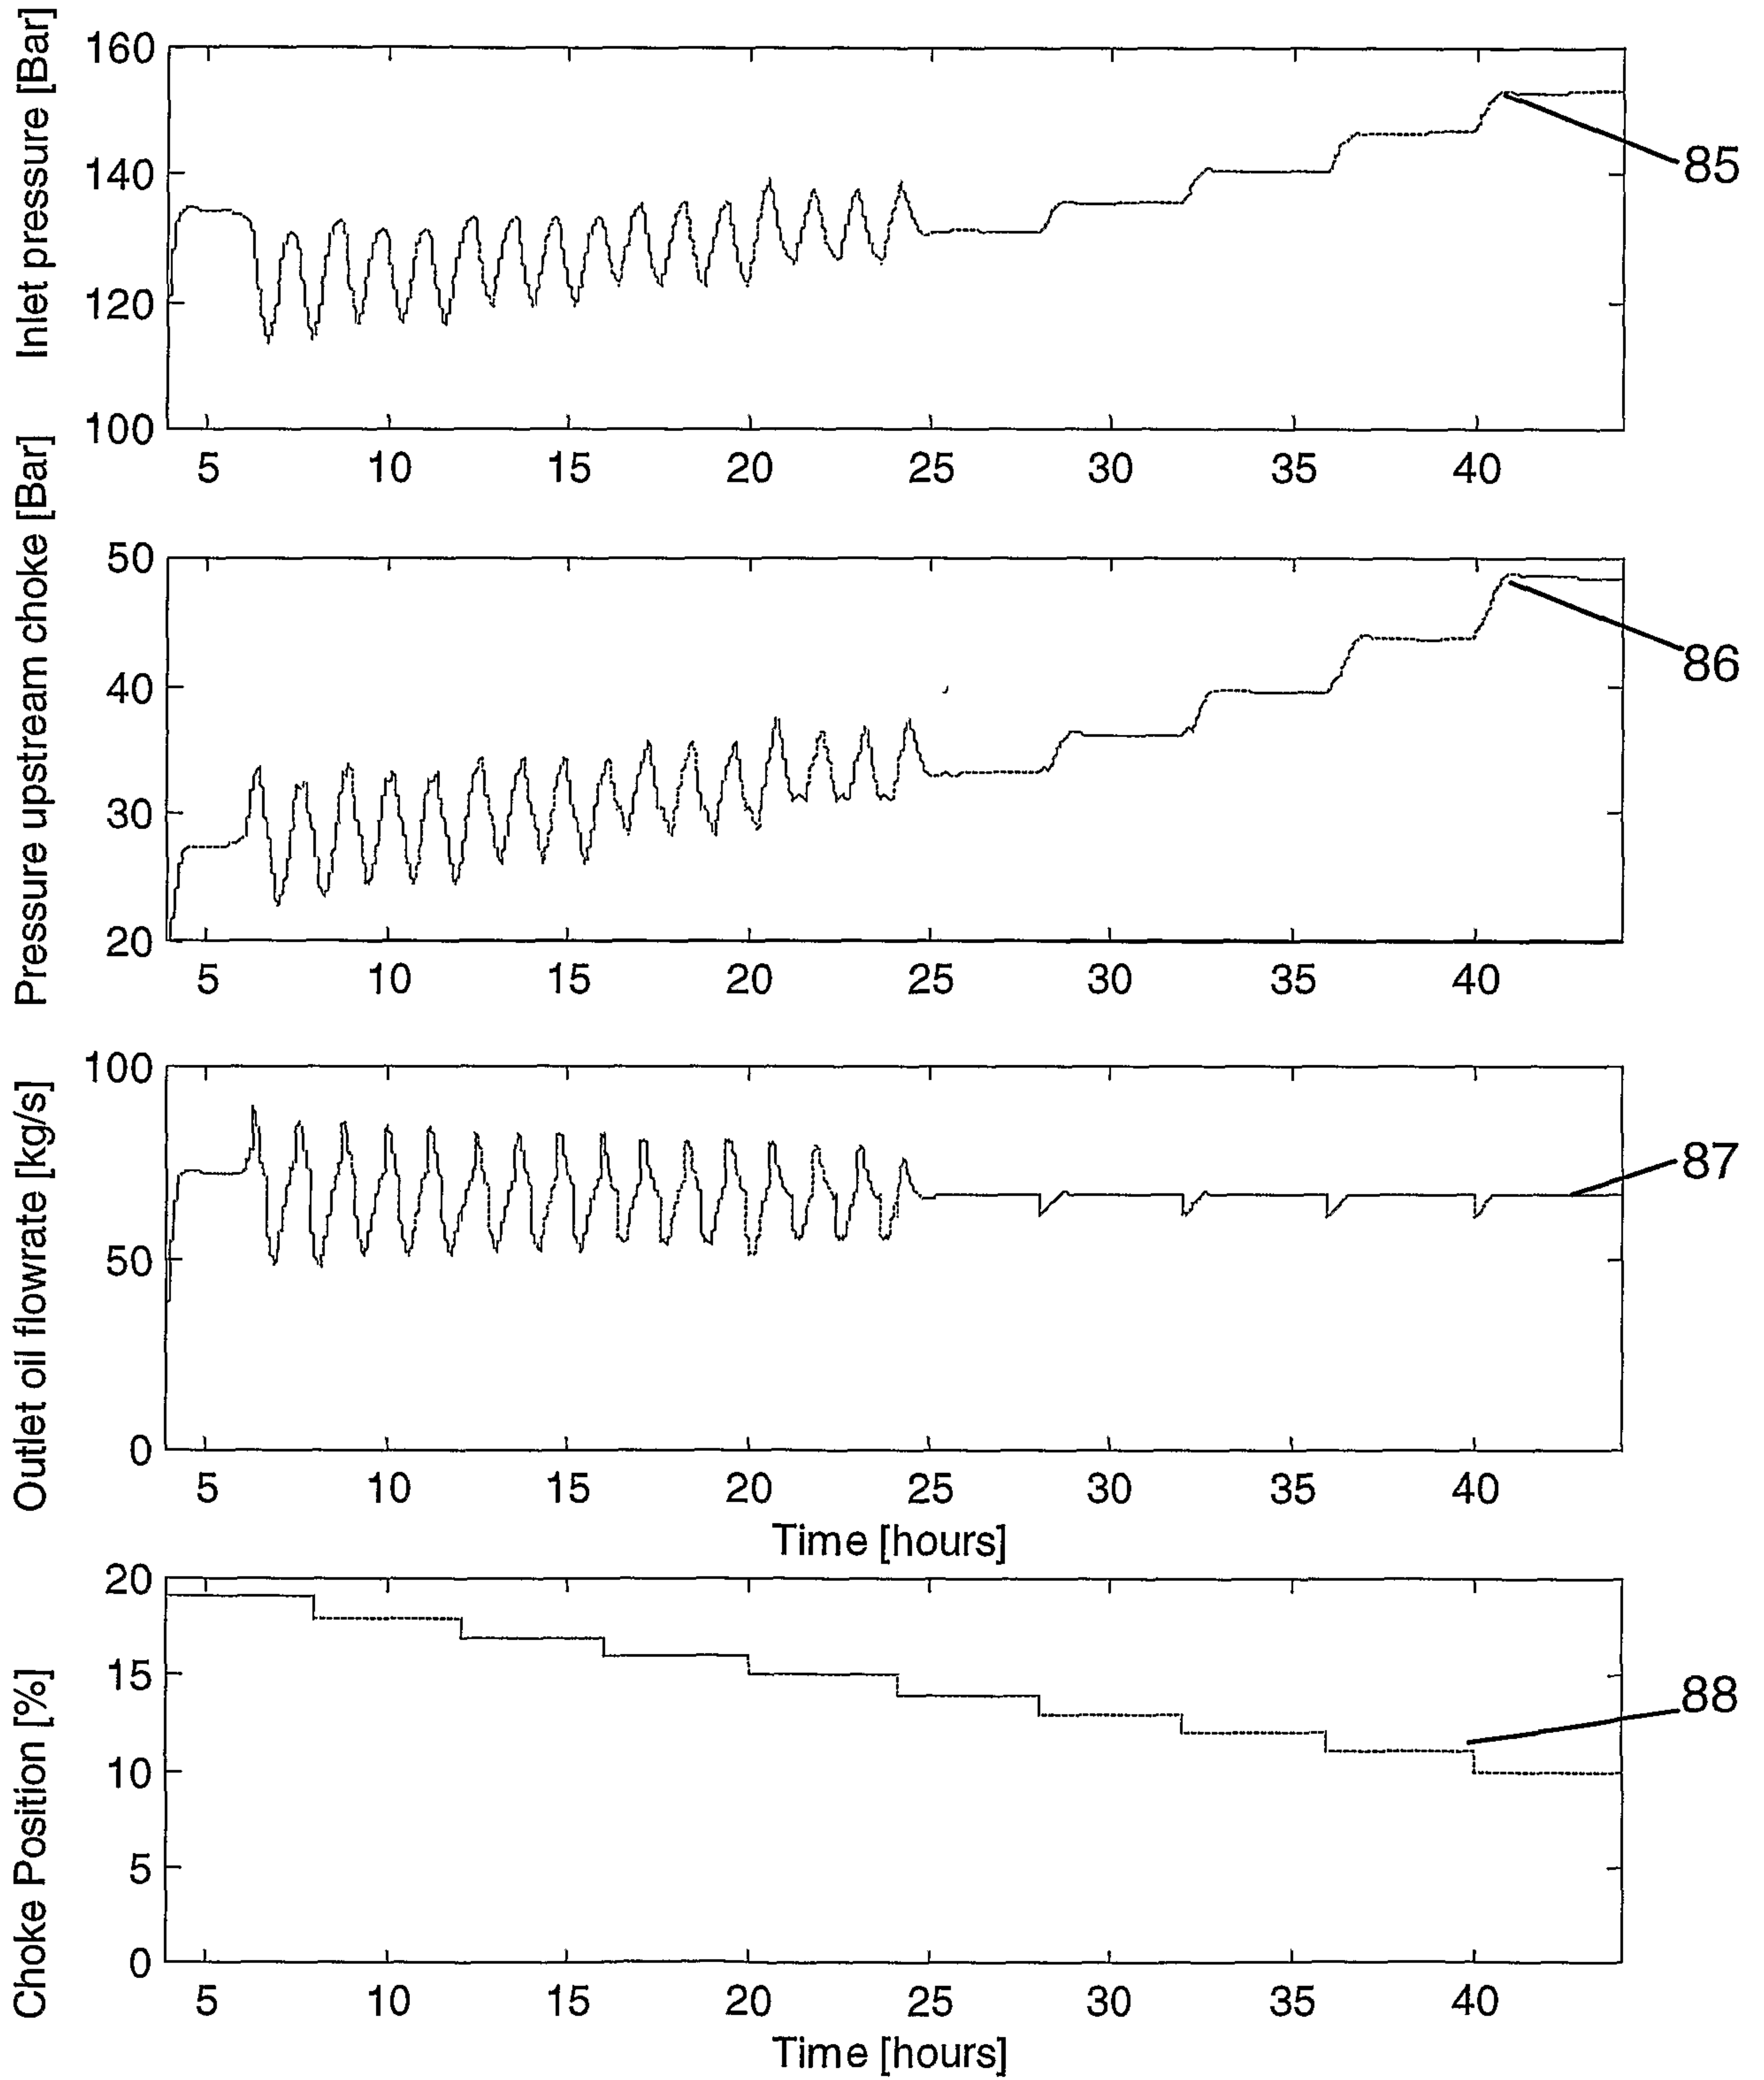 Inlet pressure [Bar]
160
140
120
100
85
5 10 15 20 25 30 35 40
Pressure upstream choke [Bar]
50
40
30
20
86
5 10 15 20 25 30 35 40
Outlet oil flowrate [kg/s]
100
50
0
87
5 10 15 20 25 30 35 40
Time [hours]
Choke Position [%]
20
15
10
5
0
88
5 10 15 20 25 30 35 40
Time [hours]